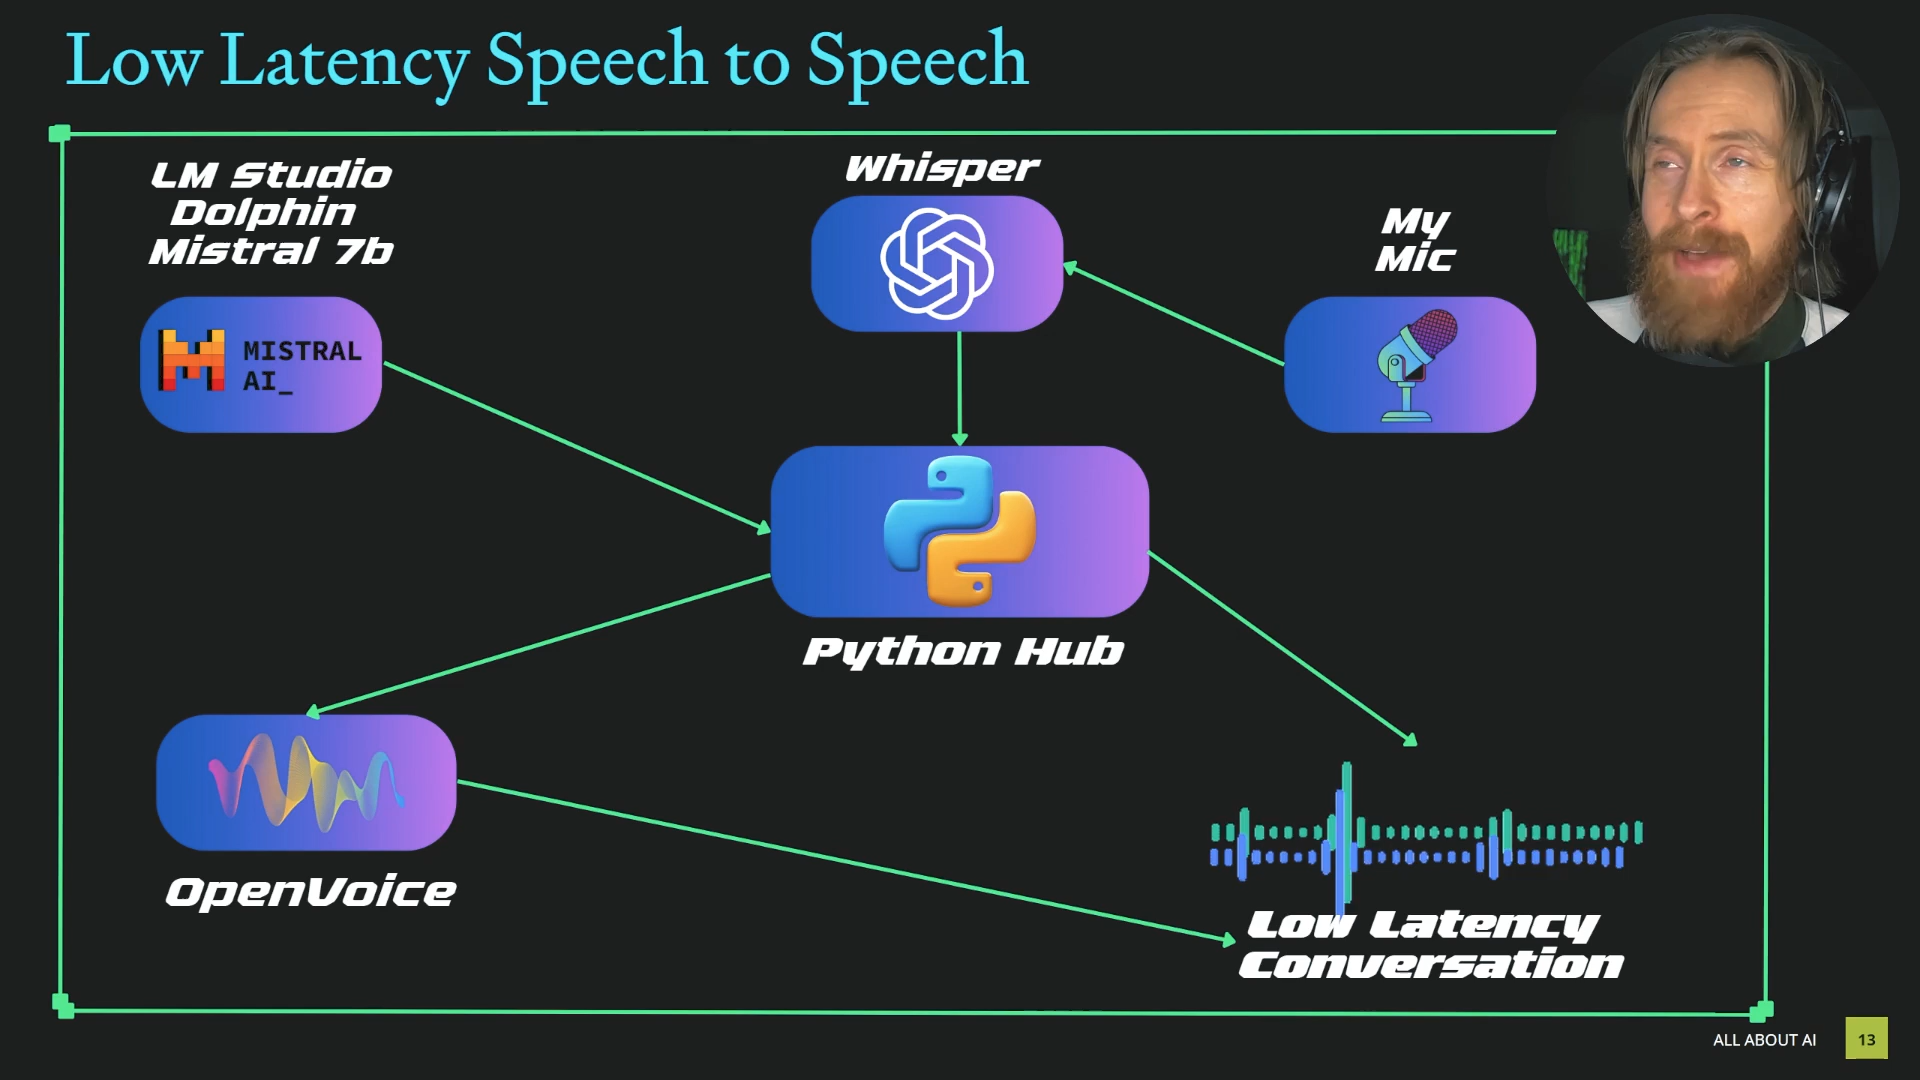 Low Latency Speech to Speech
LM Studio
Dolphin
Mistral 7b
MISTRAL
AI_
Whisper
My
Mic
Python Hub
OpenVoice
Low Latency
Conversation
ALL ABOUT AI
13